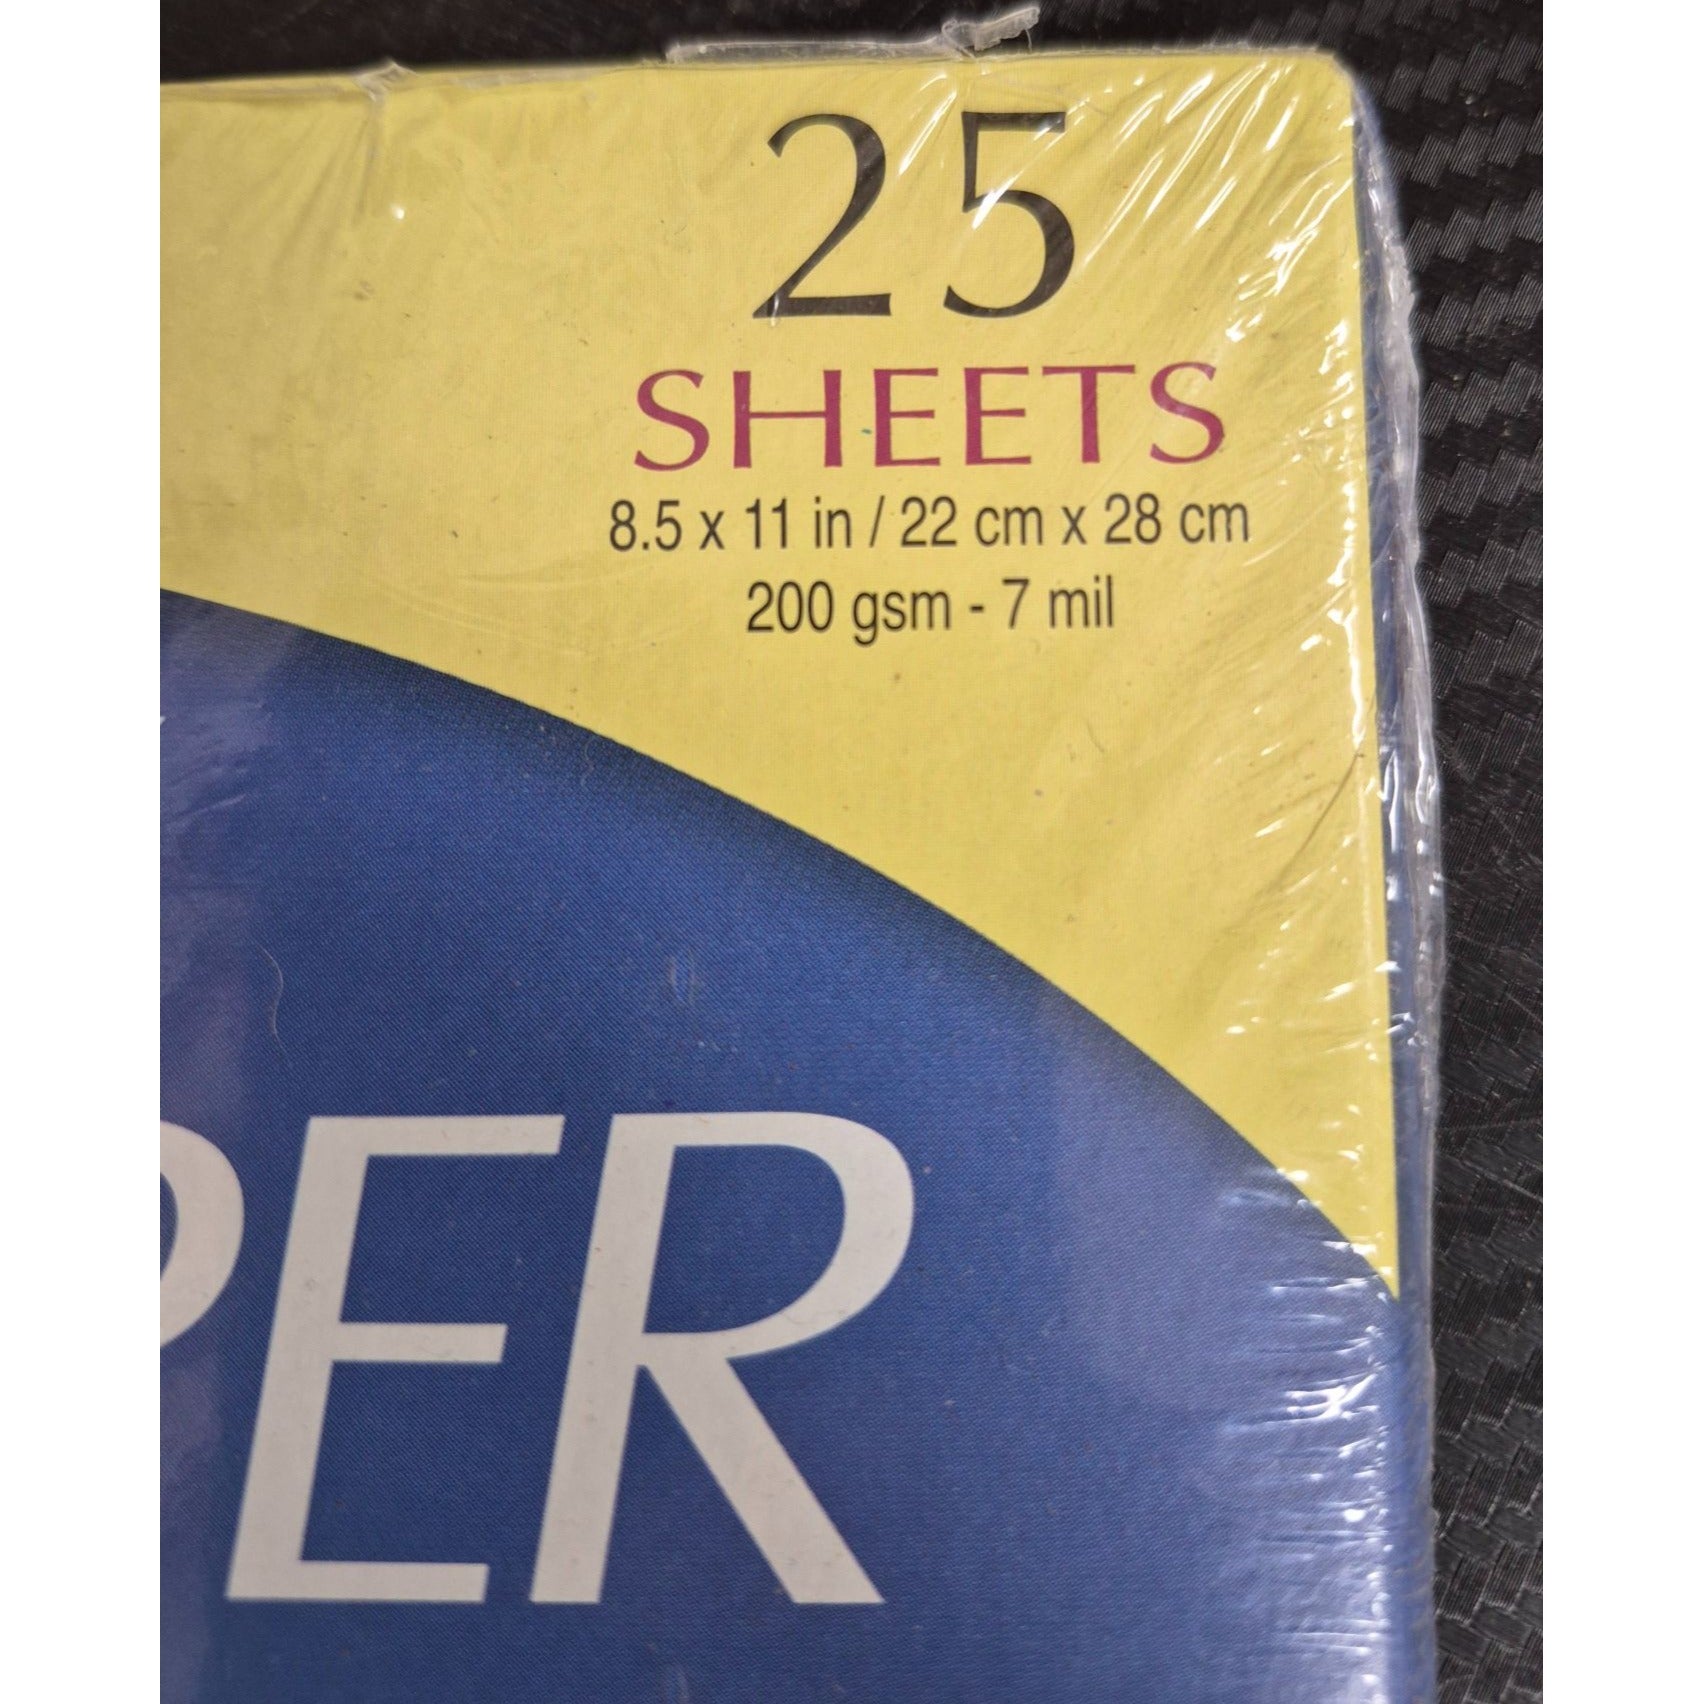 25
SHEETS
8.5 x 11 in / 22 cm x 28 cm
200 gsm - 7 mil
PER